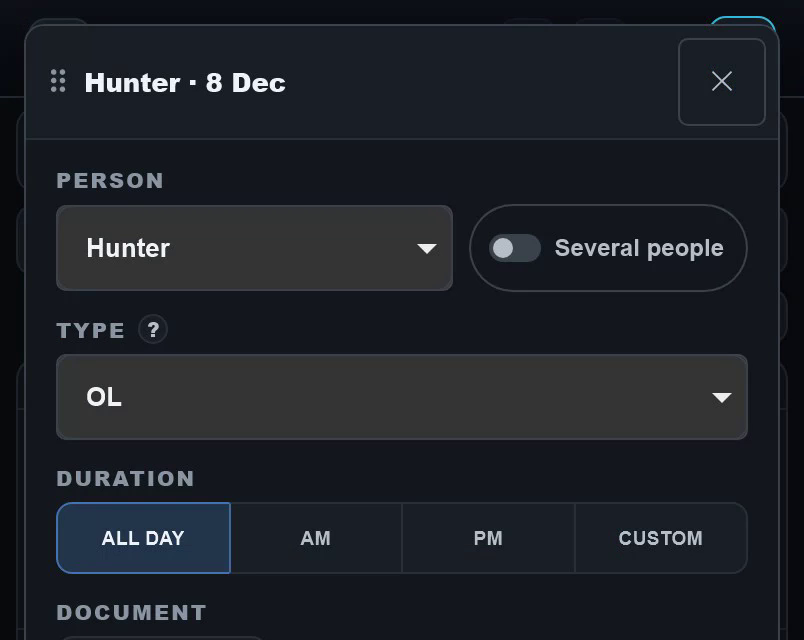 Hunter · 8 Dec
PERSON
Hunter
Several people
TYPE ?
OL
DURATION
ALL DAY AM PM CUSTOM
DOCUMENT